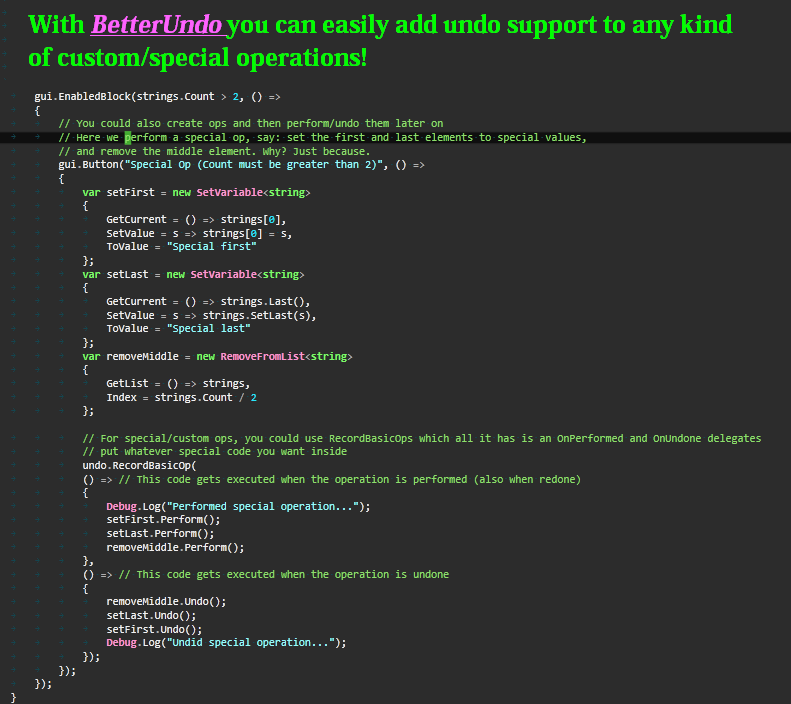 With BetterUndo you can easily add undo support to any kind
of custom/special operations!
gui.EnabledBlock(strings.Count > 2, () =>
{
// You could also create ops and then perform/undo them later on
// Here we perform a special op, say: set the first and last elements to special values,
// and remove the middle element. Why? Just because.
gui.Button("Special Op (Count must be greater than 2)", () =>
{
var setFirst = new SetVariable<string>
{
GetCurrent = () => strings[0],
SetValue = s => strings[0] = s,
ToValue = "Special first"
};
var setLast = new SetVariable<string>
{
GetCurrent = () => strings.Last(),
SetValue = s => strings.SetLast(s),
ToValue = "Special last"
};
var removeMiddle = new RemoveFromList<string>
{
GetList = () => strings,
Index = strings.Count / 2
};
// For special/custom ops, you could use RecordBasicOps which all it has is an OnPerformed and OnUndone delegates
// put whatever special code you want inside
undo.RecordBasicOp(
() => // This code gets executed when the operation is performed (also when redone)
{
Debug.Log("Performed special operation...");
setFirst.Perform();
setLast.Perform();
removeMiddle.Perform();
},
() => // This code gets executed when the operation is undone
{
removeMiddle.Undo();
setLast.Undo();
setFirst.Undo();
Debug.Log("Undid special operation...");
});
});
});
}